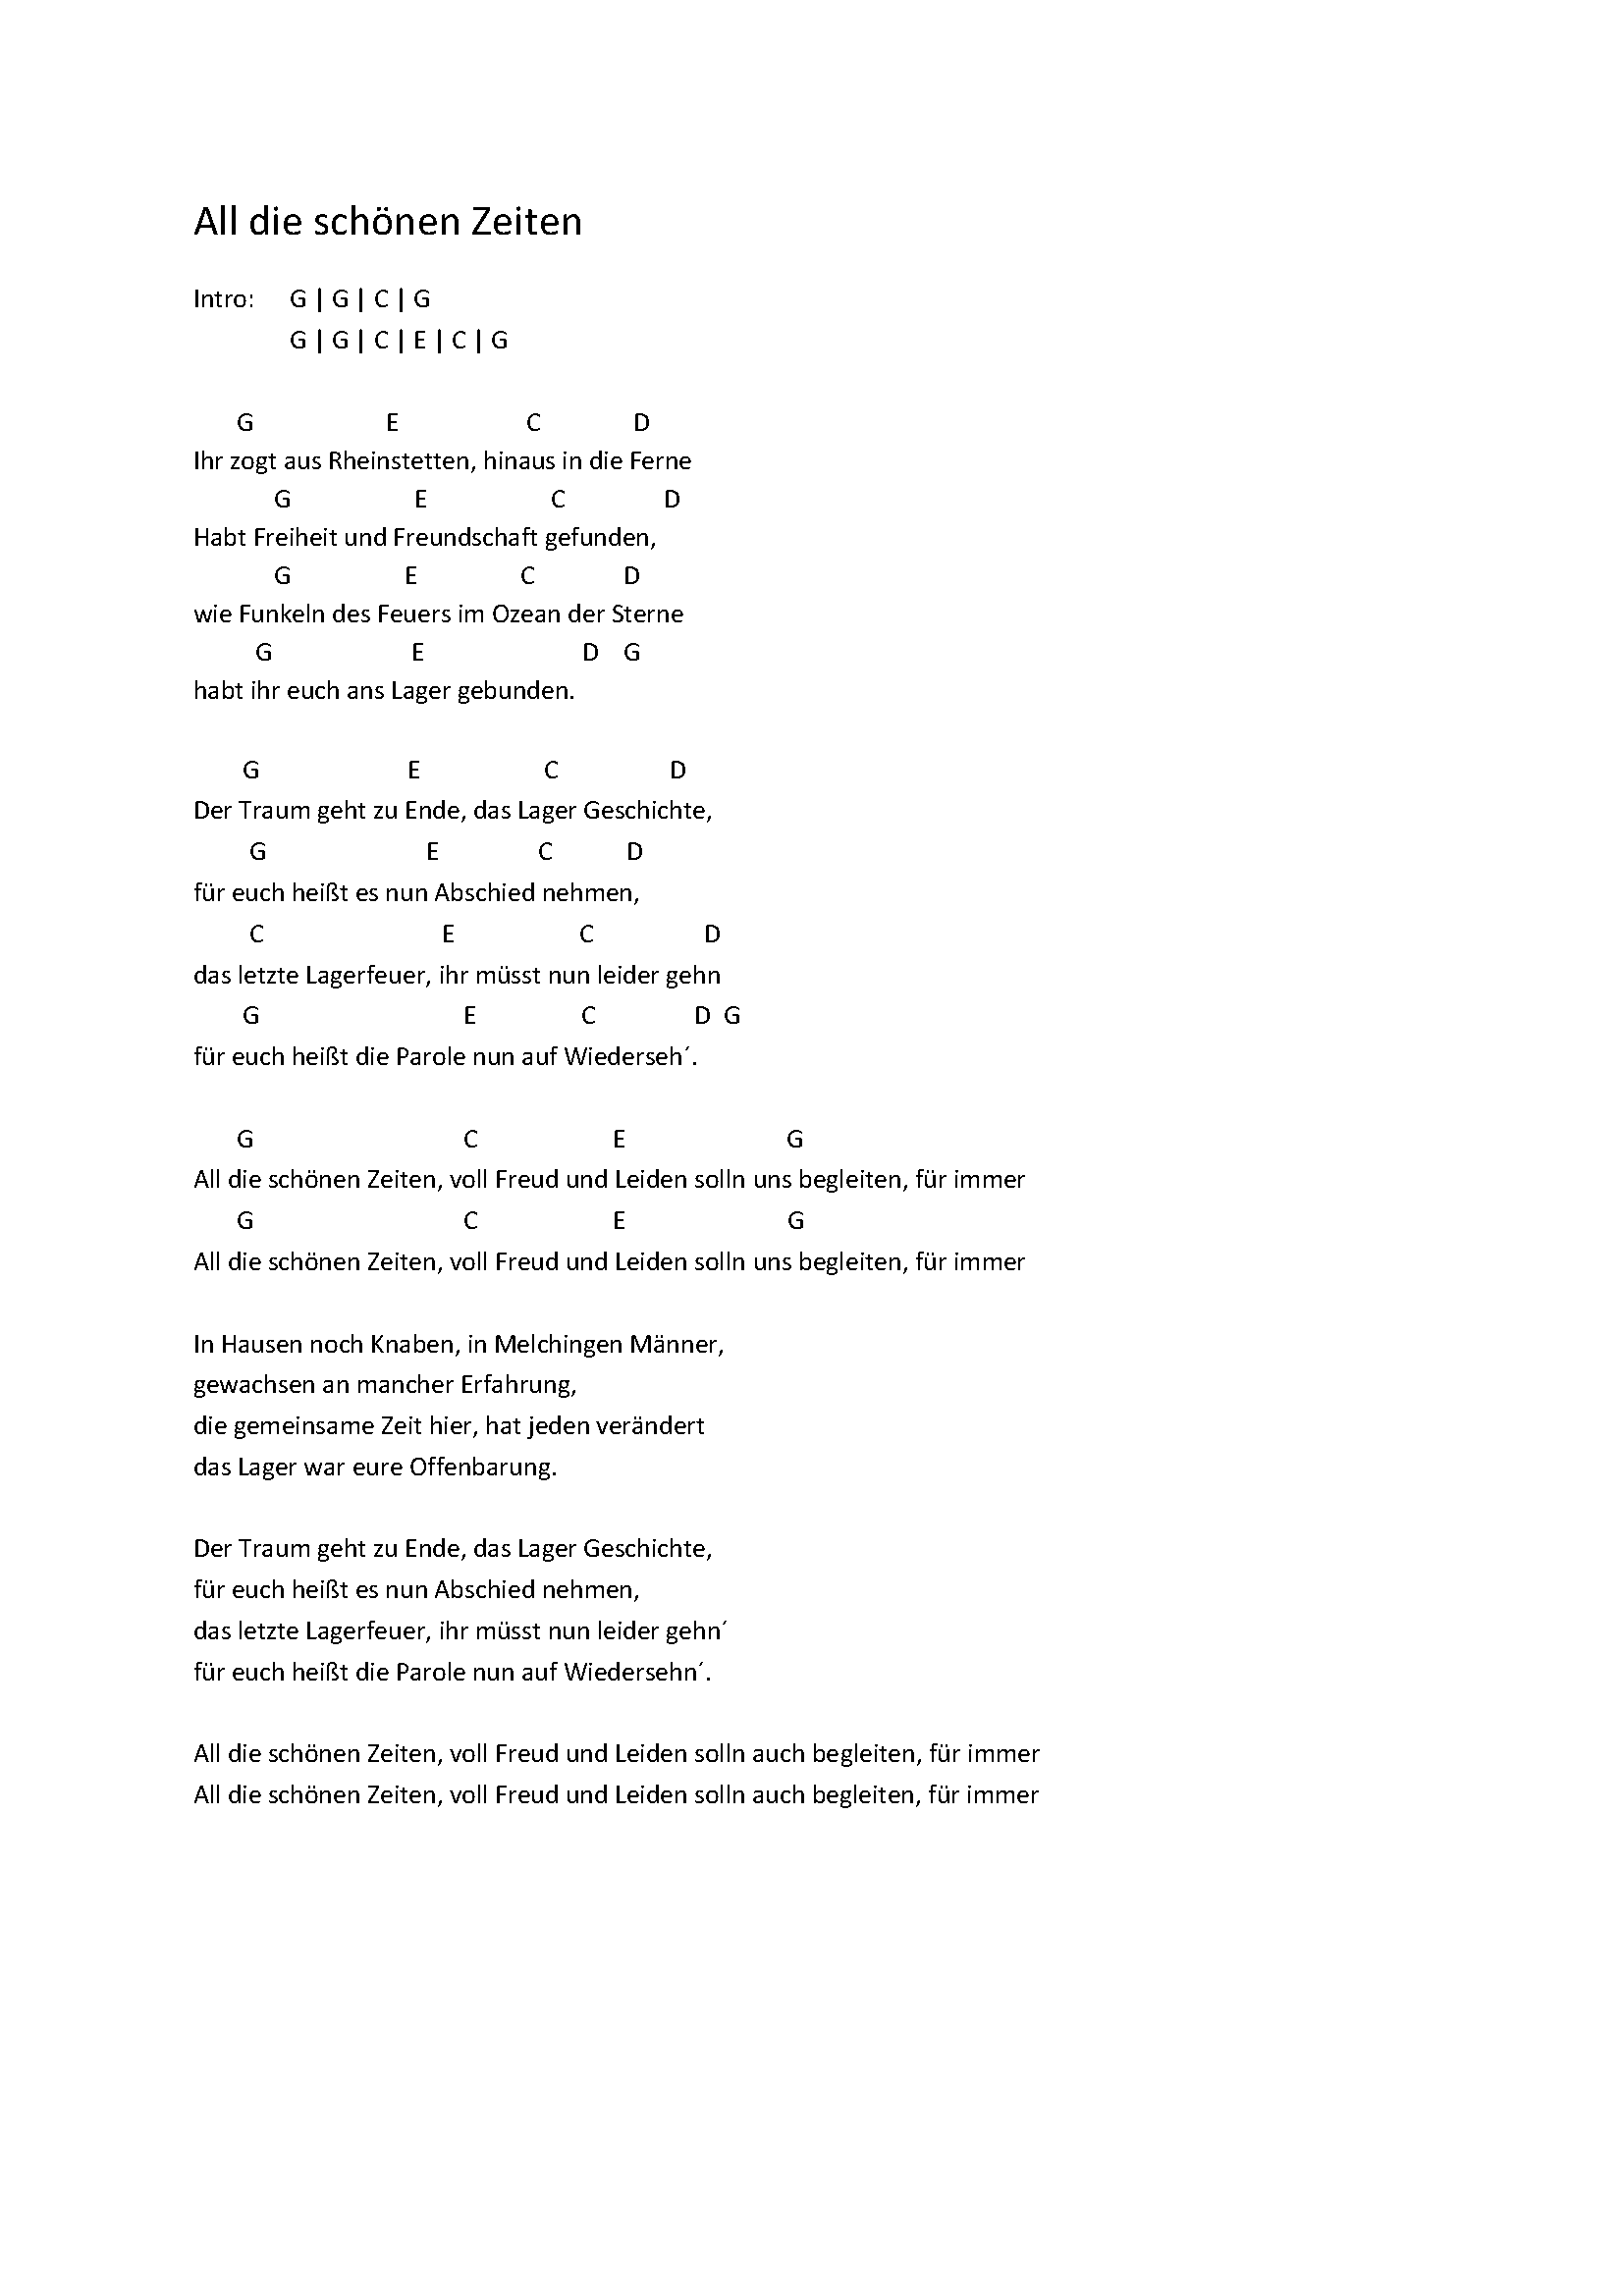 All die schönen Zeiten
Intro: G | G | C | G
G | G | C | E | C | G
G E C D
Ihr zogt aus Rheinstetten, hinaus in die Ferne
G E C D
Habt Freiheit und Freundschaft gefunden,
G E C D
wie Funkeln des Feuers im Ozean der Sterne
G E D G
habt ihr euch ans Lager gebunden.
G E C D
Der Traum geht zu Ende, das Lager Geschichte,
G E C D
für euch heißt es nun Abschied nehmen,
C E C D
das letzte Lagerfeuer, ihr müsst nun leider gehn
G E C D G
für euch heißt die Parole nun auf Wiederseh´.
G C E G
All die schönen Zeiten, voll Freud und Leiden solln uns begleiten, für immer
G C E G
All die schönen Zeiten, voll Freud und Leiden solln uns begleiten, für immer
In Hausen noch Knaben, in Melchingen Männer,
gewachsen an mancher Erfahrung,
die gemeinsame Zeit hier, hat jeden verändert
das Lager war eure Offenbarung.
Der Traum geht zu Ende, das Lager Geschichte,
für euch heißt es nun Abschied nehmen,
das letzte Lagerfeuer, ihr müsst nun leider gehn´
für euch heißt die Parole nun auf Wiedersehn´.
All die schönen Zeiten, voll Freud und Leiden solln auch begleiten, für immer
All die schönen Zeiten, voll Freud und Leiden solln auch begleiten, für immer